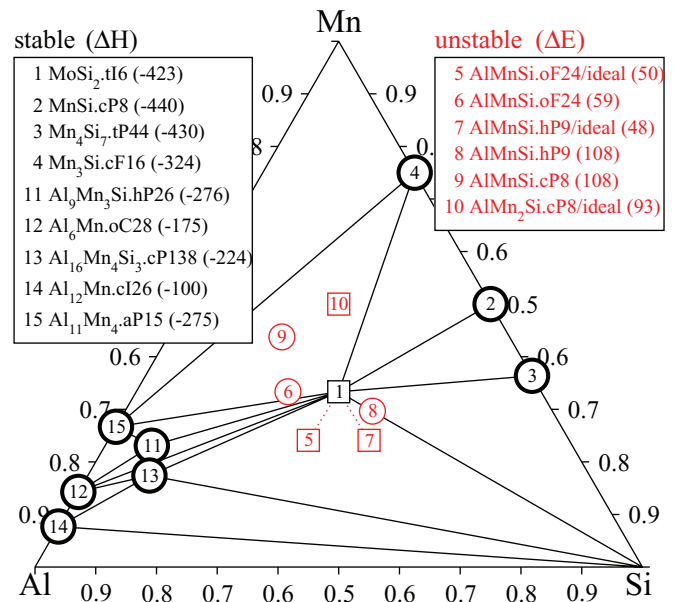 Mn
stable (ΔH)
1 MoSi₂.tI6 (-423)
2 MnSi.cP8 (-440)
3 Mn₄Si₇.tP44 (-430)
4 Mn₃Si.cF16 (-324)
11 Al₉Mn₃Si.hP26 (-276)
12 Al₆Mn.oC28 (-175)
13 Al₁₆Mn₄Si₃.cP138 (-224)
14 Al₁₂Mn.cI26 (-100)
15 Al₁₁Mn₄.aP15 (-275)
unstable (ΔE)
5 AlMnSi.oF24/ideal (50)
6 AlMnSi.oF24 (59)
7 AlMnSi.hP9/ideal (48)
8 AlMnSi.hP9 (108)
9 AlMnSi.cP8 (108)
10 AlMn₂Si.cP8/ideal (93)
0.9 0.9
8 0.
4
0.6
10 2 0.5
9
0.6 0.6
6 1 3
0.7 8 0.7
15
11 5 7
0.8 13 0.8
12
0.9 14 0.9
Al Si
0.9 0.8 0.7 0.6 0.5 0.6 0.7 0.8 0.9